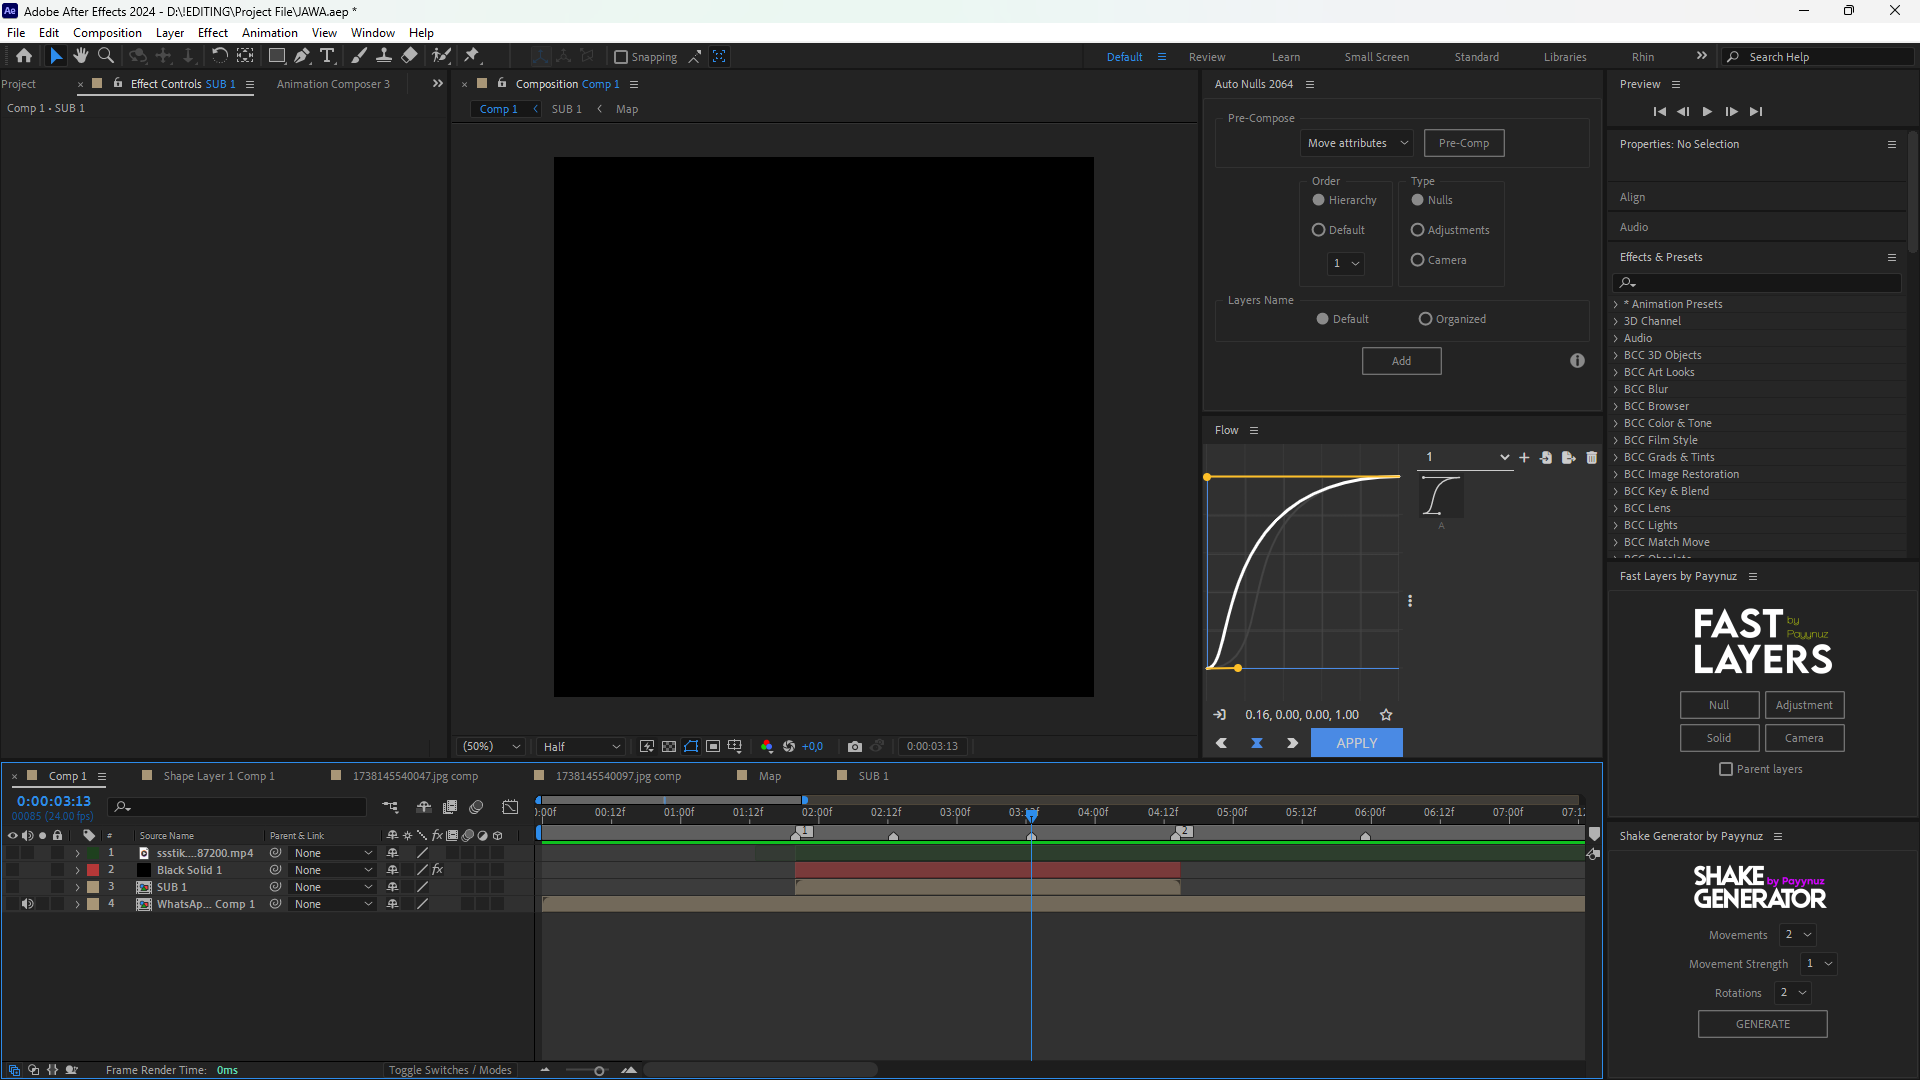 Adobe After Effects 2024 - D:\!EDITING\Project File\JAWA.aep *
File Edit Composition Layer Effect Animation View Window Help
Snapping
Default Review Learn Small Screen Standard Libraries Rhin
Search Help
Project
Effect Controls SUB 1
Animation Composer 3
Comp 1 • SUB 1
Composition Comp 1
Comp 1 SUB 1 Map
(50%) Half +0,0 0:00:03:13
Auto Nulls 2064
Pre-Compose
Move attributes Pre-Comp
Order Type
Hierarchy Nulls
Default Adjustments
1 Camera
Layers Name
Default Organized
Add
Flow
1
A
0.16, 0.00, 0.00, 1.00
APPLY
Preview
Properties: No Selection
Align
Audio
Effects & Presets
* Animation Presets
3D Channel
Audio
BCC 3D Objects
BCC Art Looks
BCC Blur
BCC Browser
BCC Color & Tone
BCC Film Style
BCC Grads & Tints
BCC Image Restoration
BCC Key & Blend
BCC Lens
BCC Lights
BCC Match Move
BCC Obsolete
Fast Layers by Payynuz
FAST by Payynuz
LAYERS
Null Adjustment
Solid Camera
Parent layers
Shake Generator by Payynuz
SHAKE by Payynuz
GENERATOR
Movements 2
Movement Strength 1
Rotations 2
GENERATE
Comp 1 Shape Layer 1 Comp 1 1738145540047.jpg comp 1738145540097.jpg comp Map SUB 1
0:00:03:13
00085 (24.00 fps)
:00f 00:12f 01:00f 01:12f 02:00f 02:12f 03:00f 03:12f 04:00f 04:12f 05:00f 05:12f 06:00f 06:12f 07:00f 07:1
# Source Name Parent & Link
1 2
1 ssstik....87200.mp4 None
2 Black Solid 1 None fx
3 SUB 1 None
4 WhatsAp... Comp 1 None
Frame Render Time: 0ms
Toggle Switches / Modes